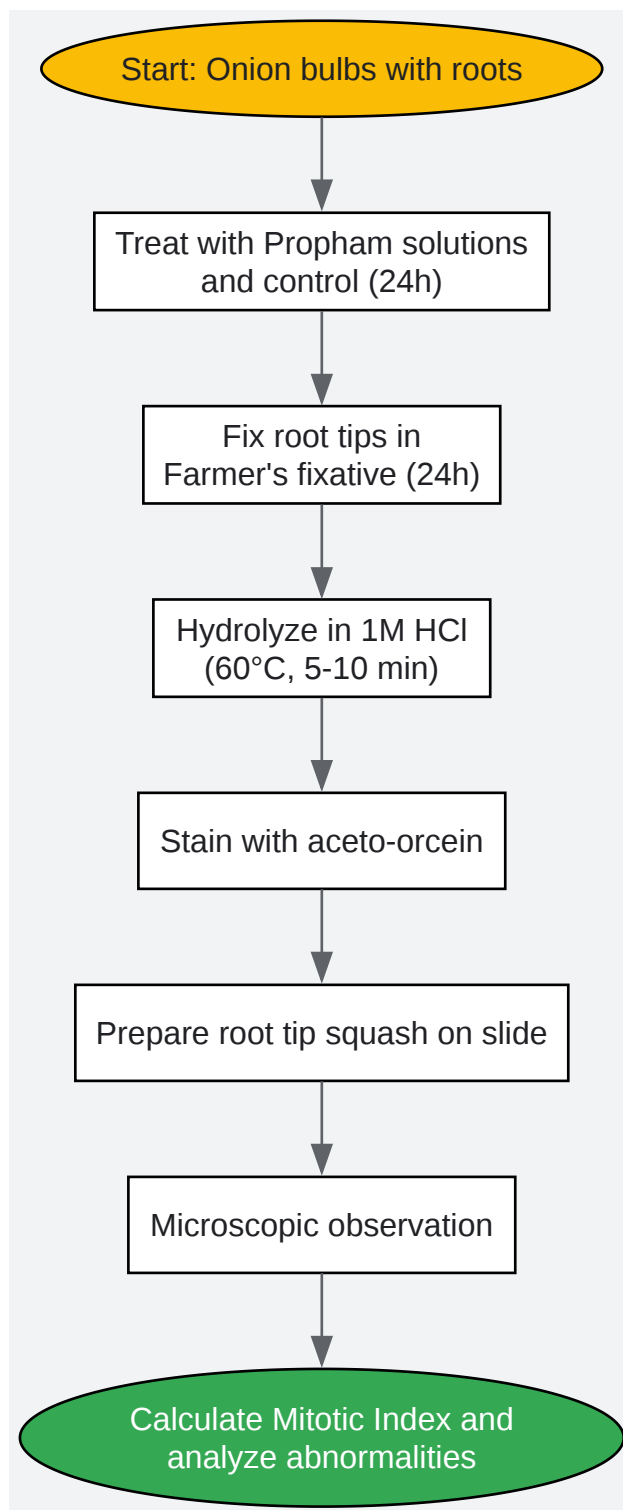 Start: Onion bulbs with roots
Treat with Propham solutions
and control (24h)
Fix root tips in
Farmer's fixative (24h)
Hydrolyze in 1M HCl
(60°C, 5-10 min)
Stain with aceto-orcein
Prepare root tip squash on slide
Microscopic observation
Calculate Mitotic Index and
analyze abnormalities